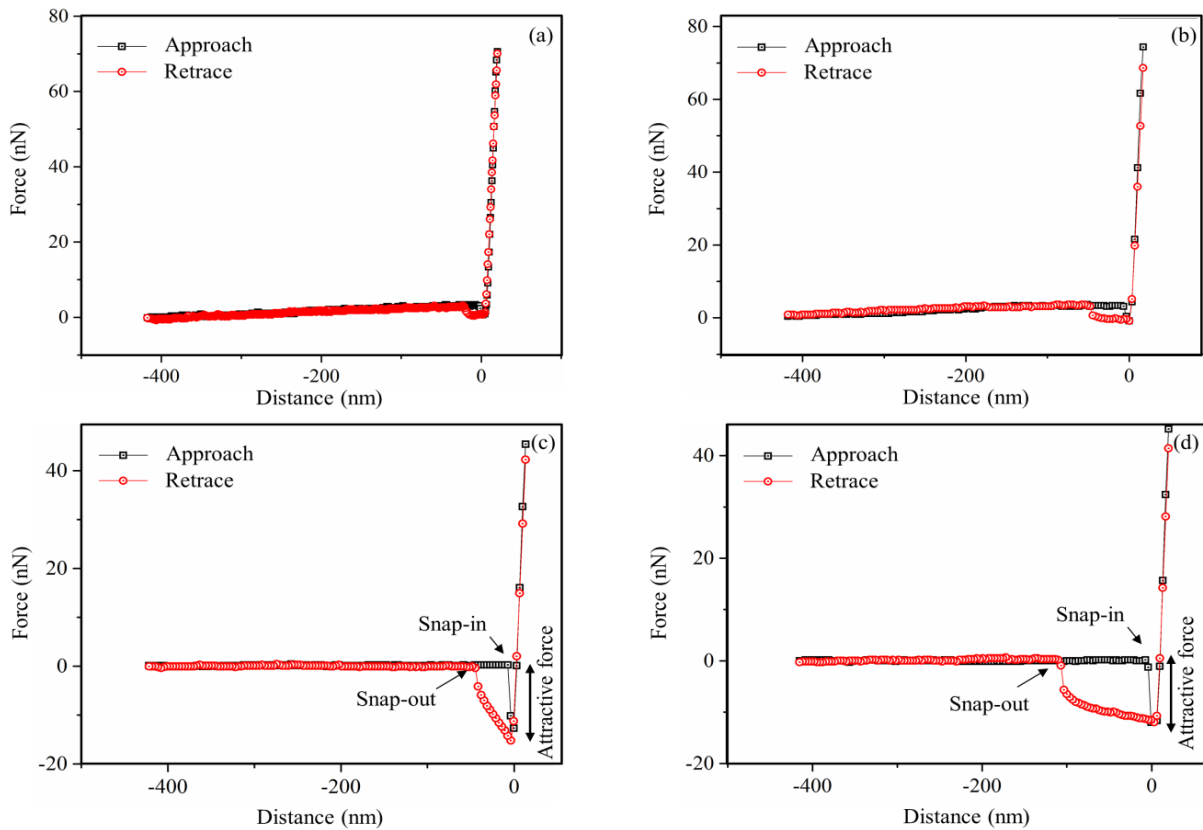 (a)
Approach
Retrace
Force (nN)
80
60
40
20
0
-400
-200
0
Distance (nm)
(b)
Approach
Retrace
Force (nN)
80
60
40
20
0
-400
-200
0
Distance (nm)
(c)
Approach
Retrace
Snap-in
Snap-out
Attractive force
Force (nN)
40
20
0
-20
-400
-200
0
Distance (nm)
(d)
Approach
Retrace
Snap-in
Snap-out
Attractive force
Force (nN)
40
20
0
-20
-400
-200
0
Distance (nm)